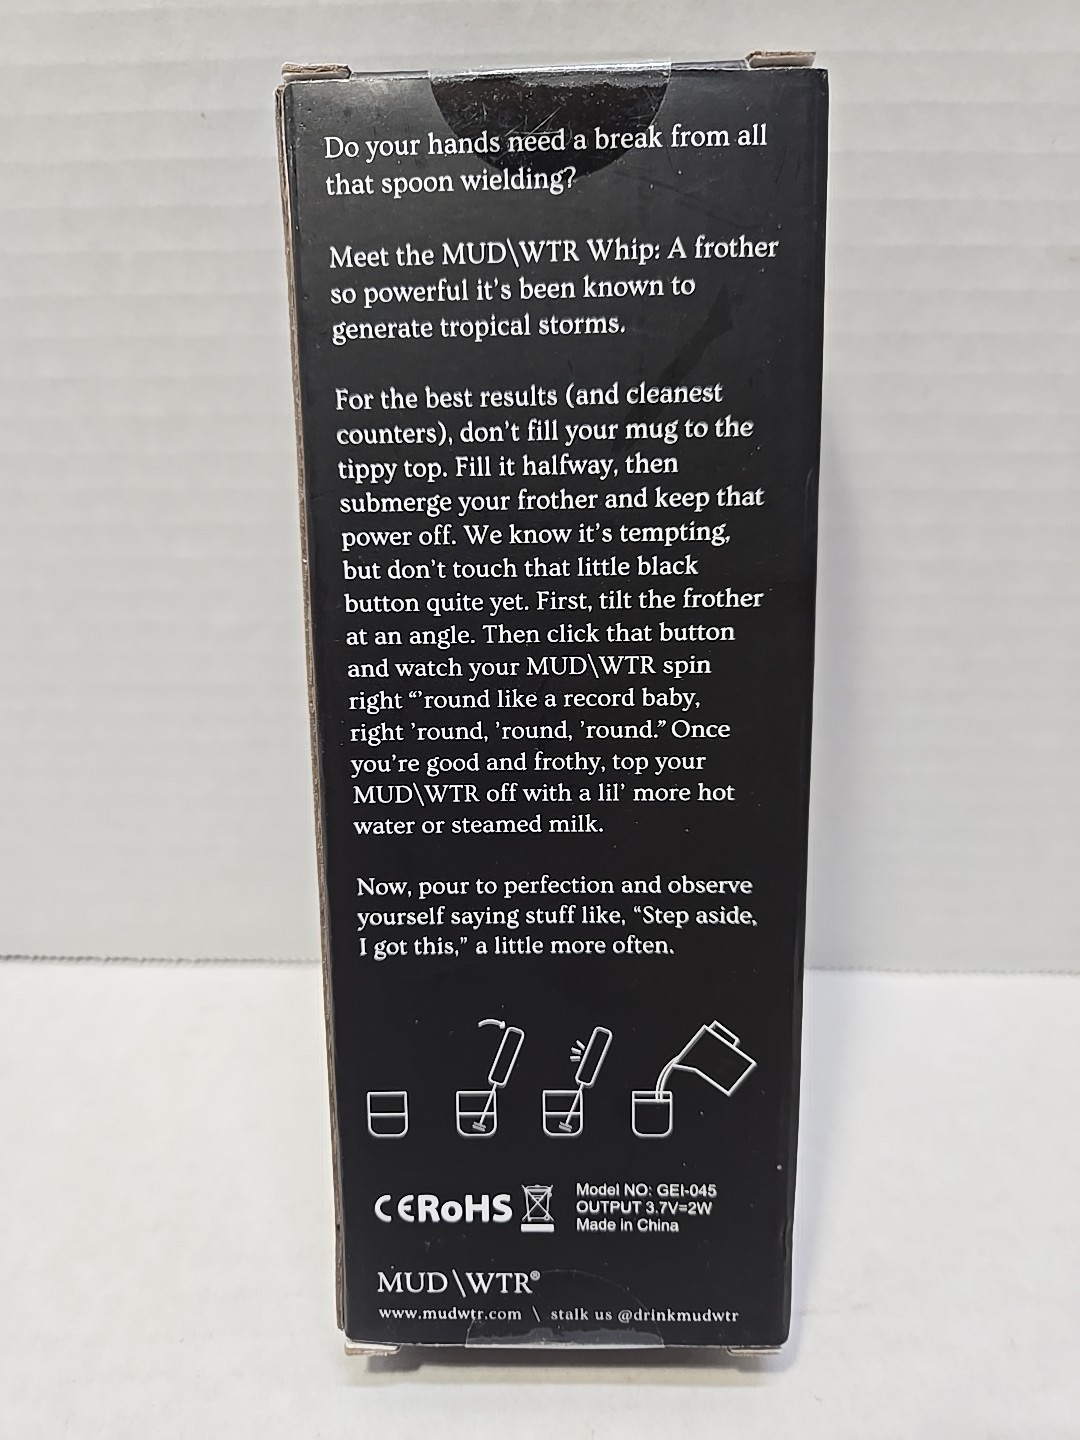 Do your hands need a break from all
that spoon wielding?
Meet the MUD\WTR Whip: A frother
so powerful it's been known to
generate tropical storms.
For the best results (and cleanest
counters), don't fill your mug to the
tippy top. Fill it halfway, then
submerge your frother and keep that
power off. We know it's tempting,
but don't touch that little black
button quite yet. First, tilt the frother
at an angle. Then click that button
and watch your MUD\WTR spin
right “’round like a record baby,
right ’round, ’round, ’round.” Once
you're good and frothy, top your
MUD\WTR off with a lil’ more hot
water or steamed milk.
Now, pour to perfection and observe
yourself saying stuff like, “Step aside,
I got this,” a little more often.
CE RoHS
Model NO: GEI-045
OUTPUT 3.7V=2W
Made in China
MUD\WTR®
www.mudwtr.com \ stalk us @drinkmudwtr